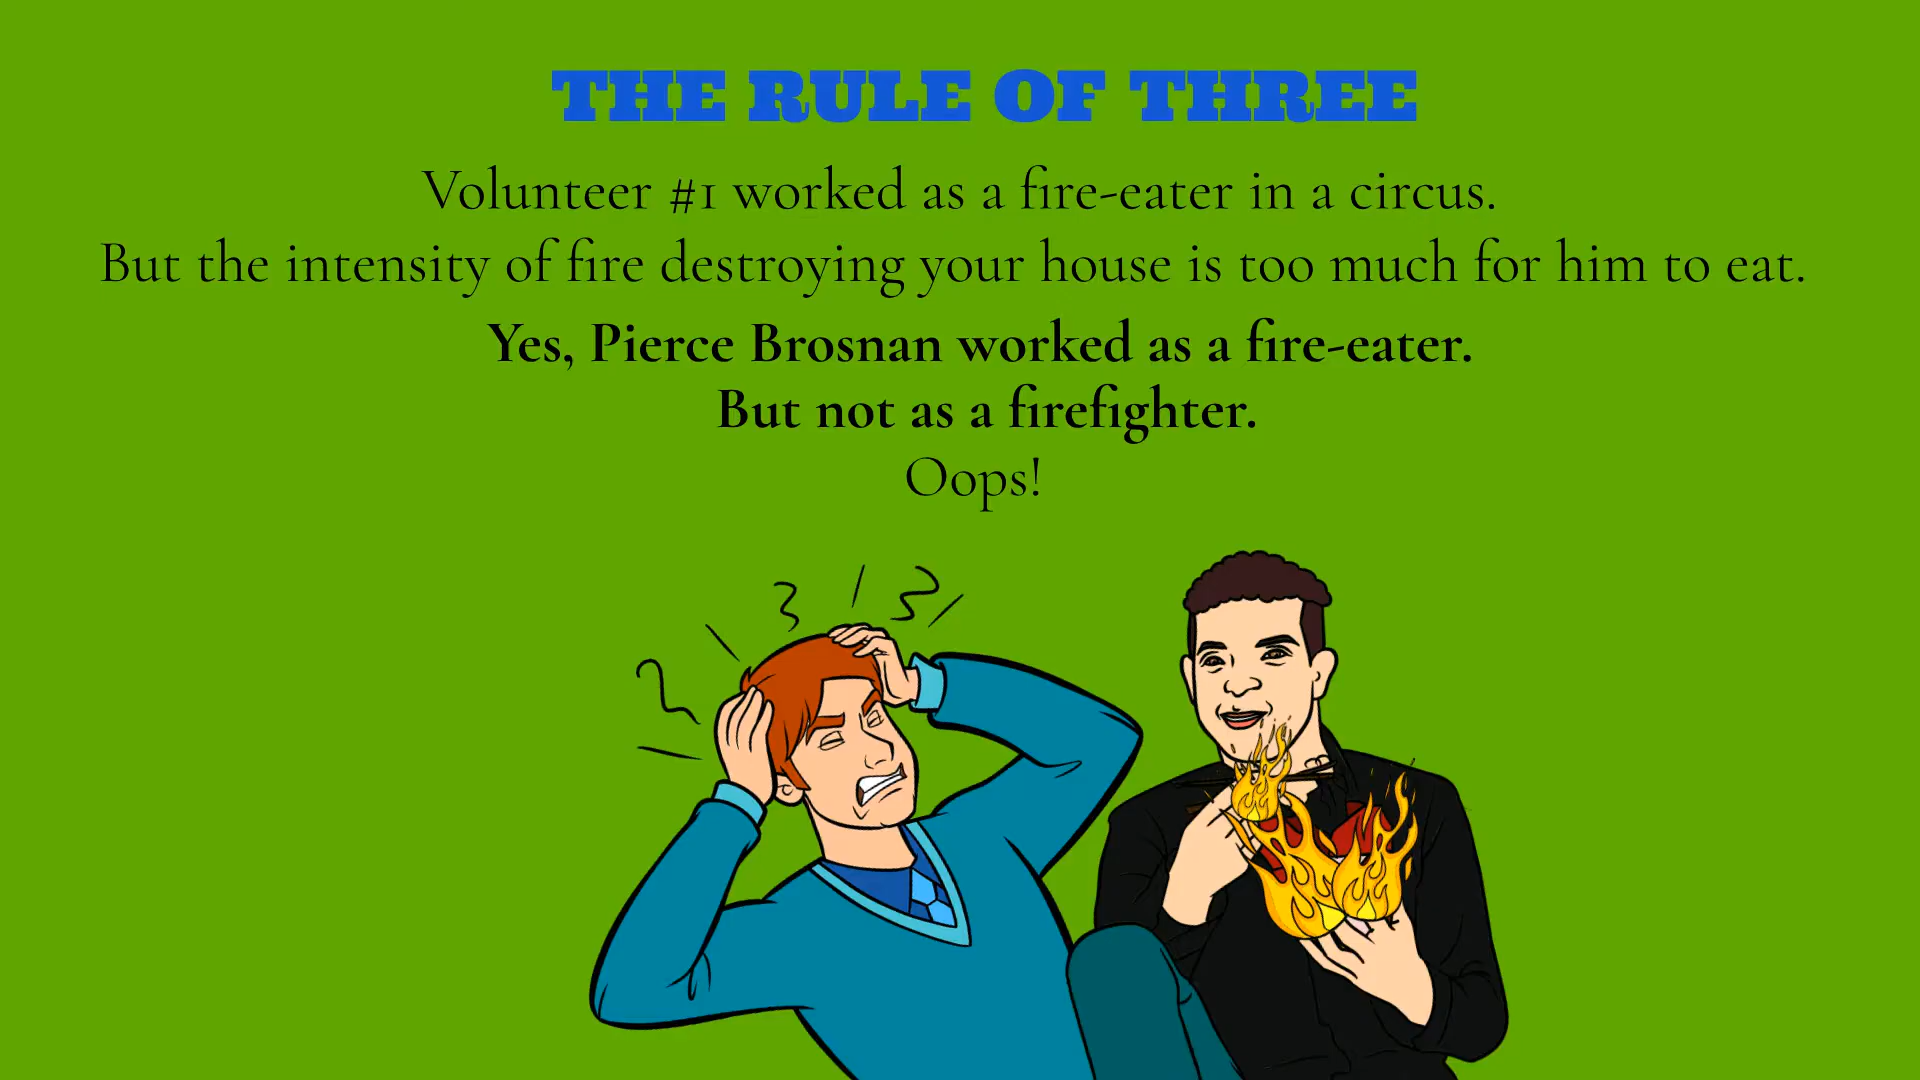 THE RULE OF THREE
Volunteer #1 worked as a fire-eater in a circus.
But the intensity of fire destroying your house is too much for him to eat.
Yes, Pierce Brosnan worked as a fire-eater.
But not as a firefighter.
Oops!